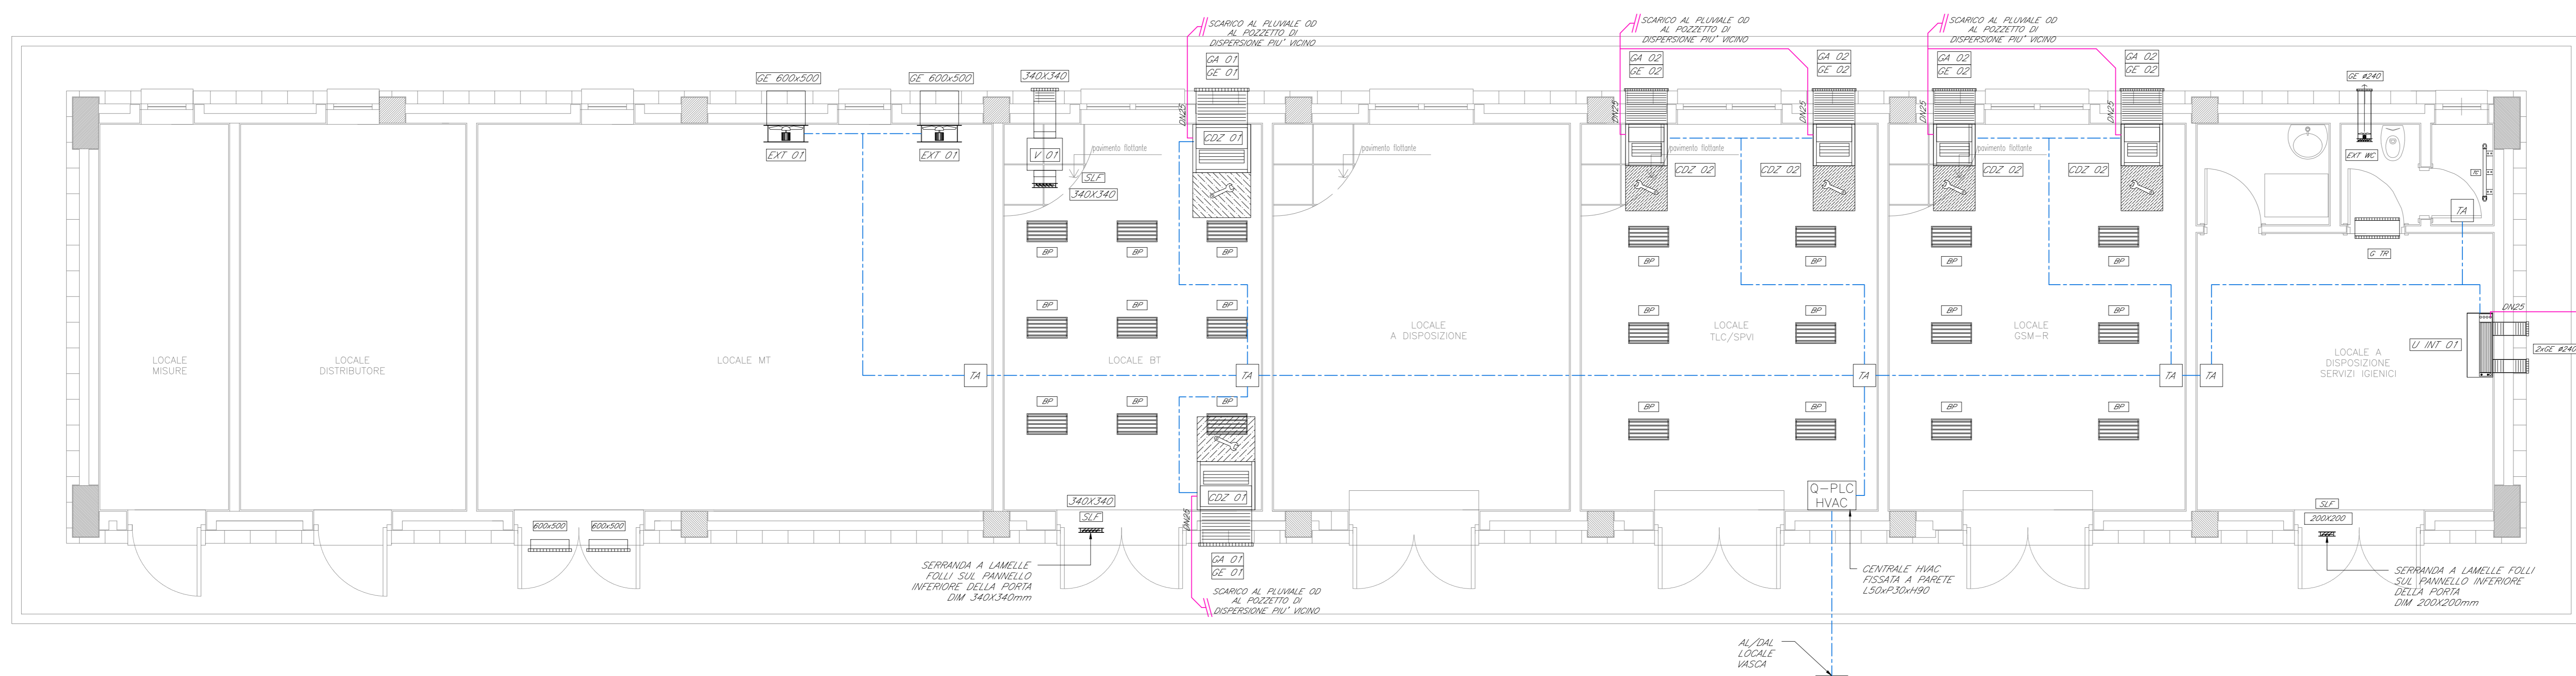 SCARICO AL PLUVIALE OD
AL POZZETTO DI
DISPERSIONE PIU' VICINO
SCARICO AL PLUVIALE OD
AL POZZETTO DI
DISPERSIONE PIU' VICINO
SCARICO AL PLUVIALE OD
AL POZZETTO DI
DISPERSIONE PIU' VICINO
GE 600x500
GE 600x500
340X340
GA 01
GE 01
GA 02
GE 02
GA 02
GE 02
GA 02
GE 02
GA 02
GE 02
GE ø240
DN25
DN25
DN25
DN25
DN25
EXT 01
EXT 01
V 01
CDZ 01
pavimento flottante
pavimento flottante
pavimento flottante
pavimento flottante
SLF
340X340
CDZ 02
CDZ 02
CDZ 02
CDZ 02
EXT WC
TA
G TR
BP
BP
BP
BP
BP
BP
BP
BP
BP
BP
BP
BP
BP
BP
DN25
LOCALE
MISURE
LOCALE
DISTRIBUTORE
LOCALE MT
LOCALE BT
LOCALE
A DISPOSIZIONE
LOCALE
TLC/SPVI
LOCALE
GSM-R
LOCALE A
DISPOSIZIONE
SERVIZI IGIENICI
U INT 01
2xGE ø240
TA
TA
TA
TA
TA
BP
BP
BP
BP
BP
BP
BP
600x500
600x500
340X340
SLF
CDZ 01
DN25
Q-PLC
HVAC
SLF
200X200
GA 01
GE 01
SERRANDA A LAMELLE
FOLLI SUL PANNELLO
INFERIORE DELLA PORTA
DIM 340X340mm
SCARICO AL PLUVIALE OD
AL POZZETTO DI
DISPERSIONE PIU' VICINO
CENTRALE HVAC
FISSATA A PARETE
L50xP30xH90
SERRANDA A LAMELLE FOLLI
SUL PANNELLO INFERIORE
DELLA PORTA
DIM 200X200mm
AL/DAL
LOCALE
VASCA